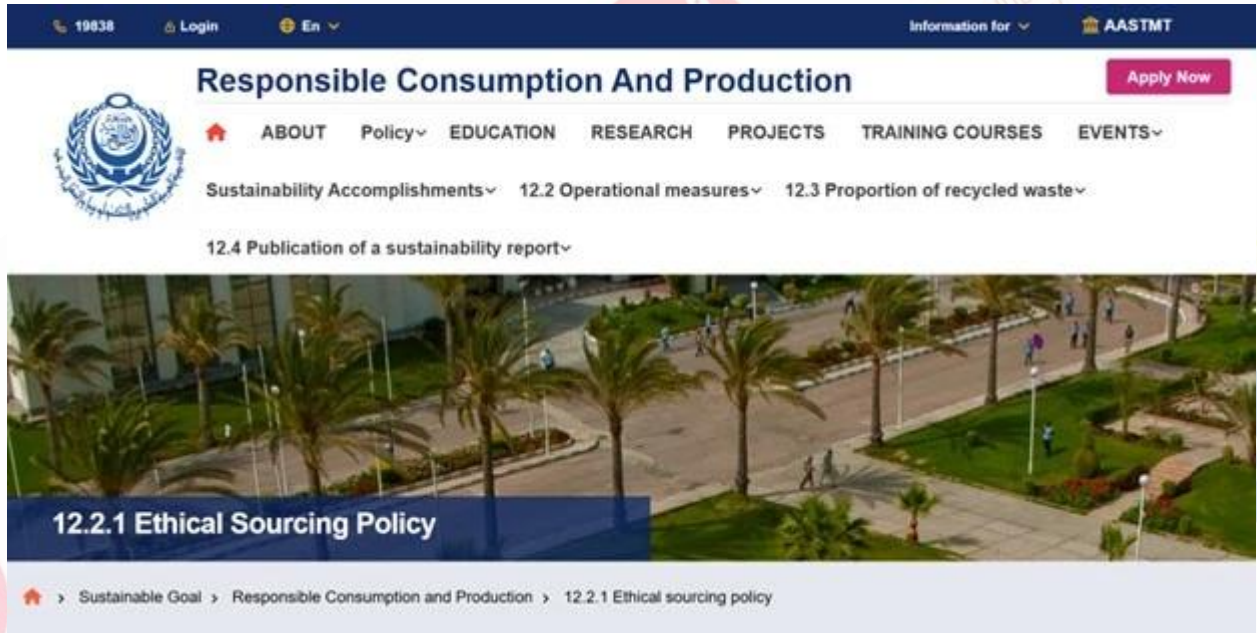 19838 Login En Information for AASTMT
Responsible Consumption And Production
Apply Now
ABOUT Policy EDUCATION RESEARCH PROJECTS TRAINING COURSES EVENTS
Sustainability Accomplishments 12.2 Operational measures 12.3 Proportion of recycled waste
12.4 Publication of a sustainability report
12.2.1 Ethical Sourcing Policy
> Sustainable Goal > Responsible Consumption and Production > 12.2.1 Ethical sourcing policy